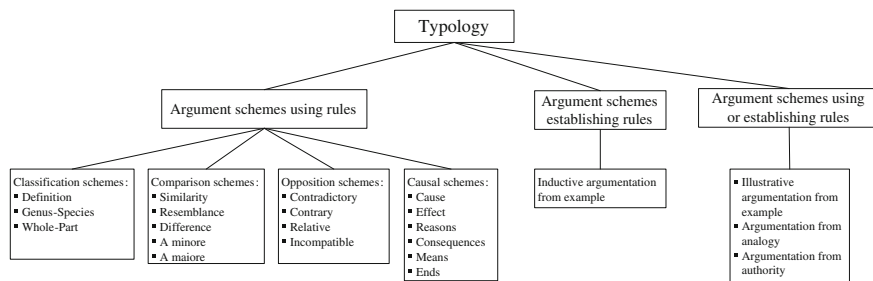 Typology
Argument schemes using rules
Argument schemes
establishing rules
Argument schemes using
or establishing rules
Classification schemes:
▪ Definition
▪ Genus-Species
▪ Whole-Part
Comparison schemes:
▪ Similarity
▪ Resemblance
▪ Difference
▪ A minore
▪ A maiore
Opposition schemes:
▪ Contradictory
▪ Contrary
▪ Relative
▪ Incompatible
Causal schemes:
▪ Cause
▪ Effect
▪ Reasons
▪ Consequences
▪ Means
▪ Ends
Inductive argumentation
from example
▪ Illustrative
argumentation from
example
▪ Argumentation from
analogy
▪ Argumentation from
authority